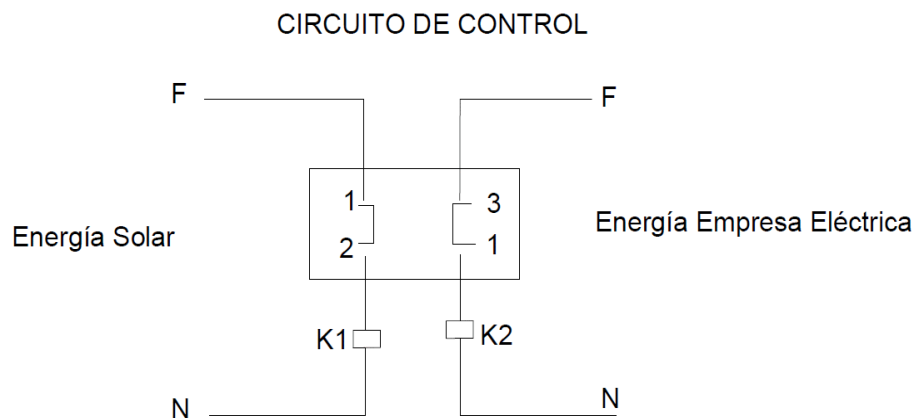 CIRCUITO DE CONTROL
F
F
1
3
Energía Solar
Energía Empresa Eléctrica
2
1
K1
K2
N
N